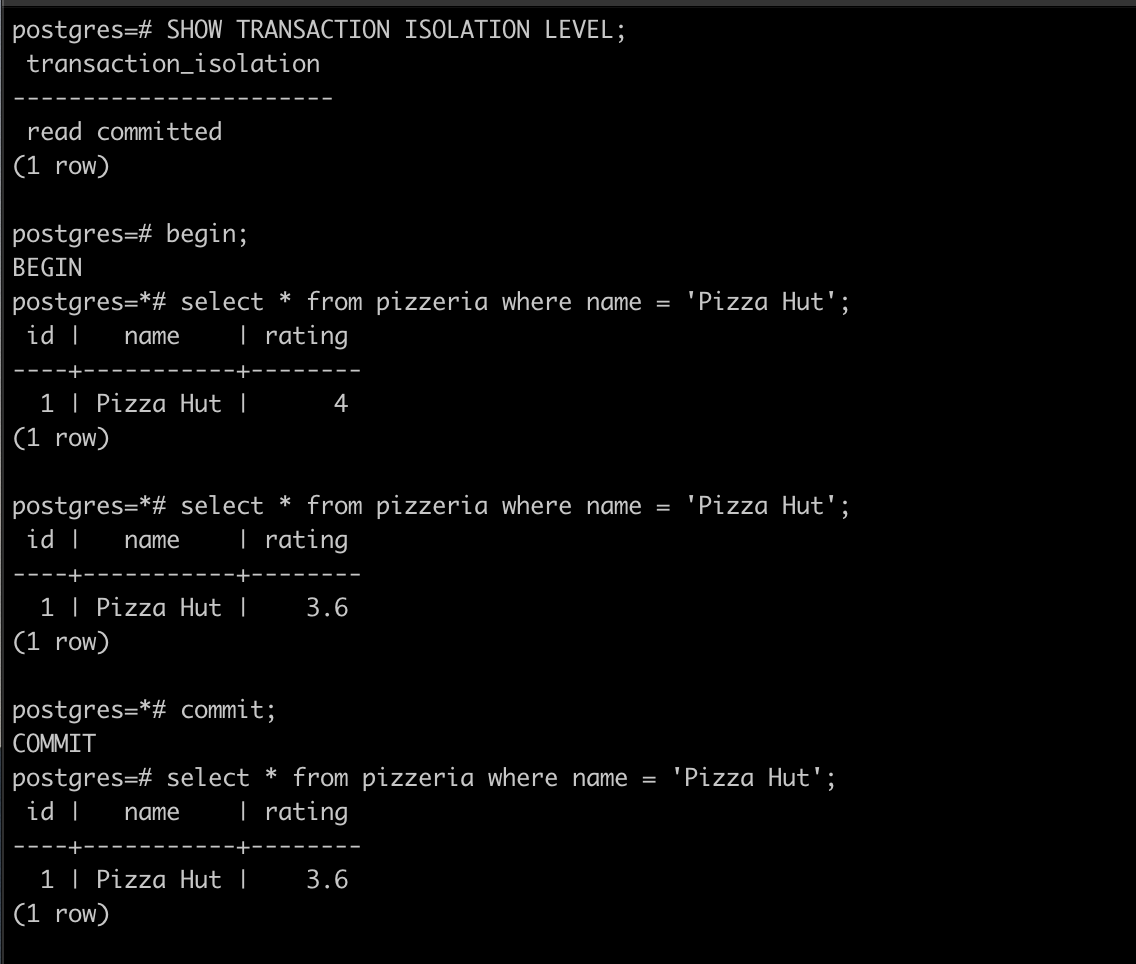 postgres=# SHOW TRANSACTION ISOLATION LEVEL;
 transaction_isolation
-----------------------
 read committed
(1 row)

postgres=# begin;
BEGIN
postgres=*# select * from pizzeria where name = 'Pizza Hut';
 id |   name    | rating
----+-----------+--------
  1 | Pizza Hut |      4
(1 row)

postgres=*# select * from pizzeria where name = 'Pizza Hut';
 id |   name    | rating
----+-----------+--------
  1 | Pizza Hut |    3.6
(1 row)

postgres=*# commit;
COMMIT
postgres=# select * from pizzeria where name = 'Pizza Hut';
 id |   name    | rating
----+-----------+--------
  1 | Pizza Hut |    3.6
(1 row)